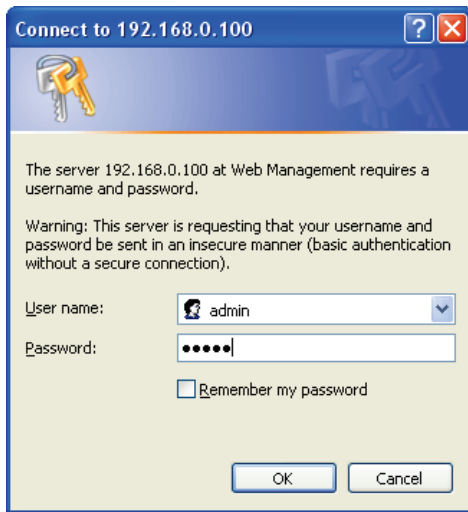 Connect to 192.168.0.100
The server 192.168.0.100 at Web Management requires a
username and password.
Warning: This server is requesting that your username and
password be sent in an insecure manner (basic authentication
without a secure connection).
User name:
admin
Password:
●●●●●
Remember my password
OK
Cancel